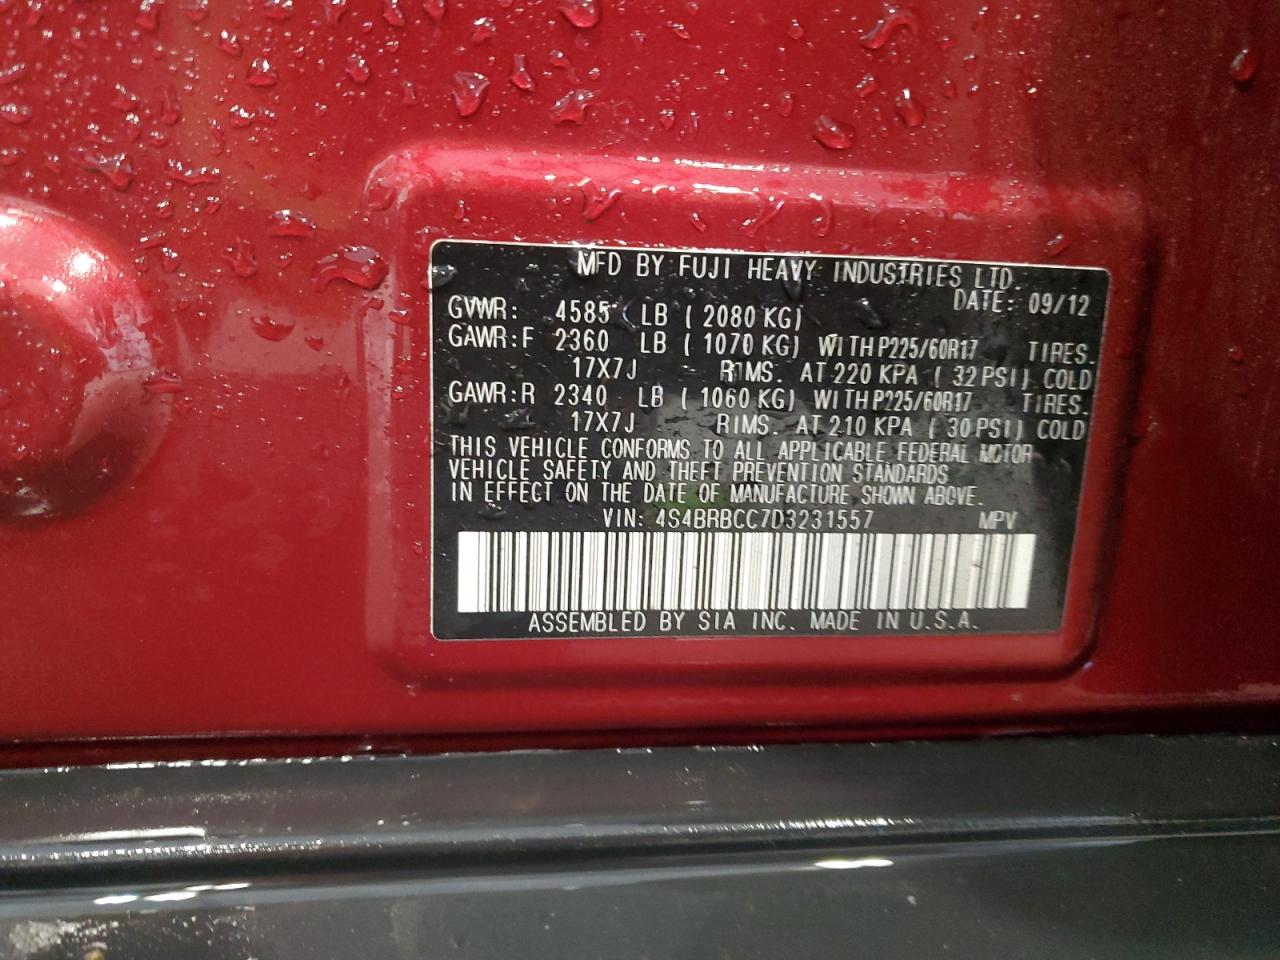 MFD BY FUJI HEAVY INDUSTRIES LTD.
DATE: 09/12
GVWR: 4585 LB ( 2080 KG)
GAWR:F 2360 LB ( 1070 KG) WITH P225/60R17 TIRES.
17X7J RIMS. AT 220 KPA ( 32 PSI) COLD
GAWR:R 2340 LB ( 1060 KG) WITH P225/60R17 TIRES.
17X7J RIMS. AT 210 KPA ( 30 PSI) COLD
THIS VEHICLE CONFORMS TO ALL APPLICABLE FEDERAL MOTOR
VEHICLE SAFETY AND THEFT PREVENTION STANDARDS
IN EFFECT ON THE DATE OF MANUFACTURE SHOWN ABOVE.
VIN: 4S4BRBCC7D3231557 MPV
ASSEMBLED BY SIA INC. MADE IN U.S.A.